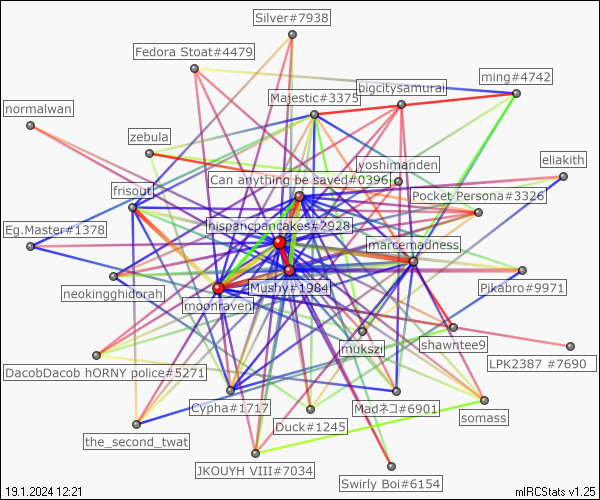 Silver#7938
Fedora Stoat#4479
ming#4742
bigcitysamurai
Majestic#3375
normalwan
zebula
yoshimanden
eliakith
Can anything be saved#0396
frisout
Pocket Persona#3326
hispancpancakes#2928
Eg.Master#1378
marcemadness
Mushy#1984
neokingghidorah
Pikabro#9971
moonraven
mukszi
shawntee9
LPK2387 #7690
DacobDacob hORNY police#5271
Cypha#1717
Madネコ#6901
somass
Duck#1245
the_second_twat
JKOUYH VIII#7034
Swirly Boi#6154
19.1.2024 12:21
mIRCStats v1.25